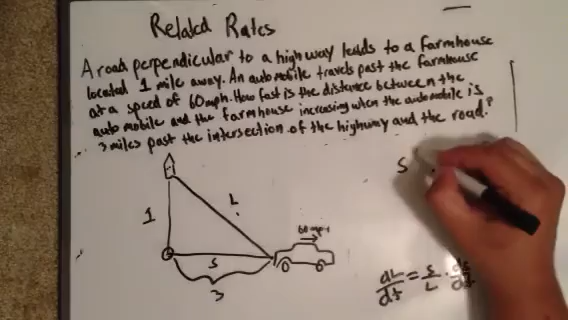 Related Rates
A road perpendicular to a highway leads to a farmhouse
located 1 mile away. An automobile travels past the farmhouse
at a speed of 60mph. How fast is the distance between the
automobile and the farmhouse increasing when the automobile is
3 miles past the intersection of the highway and the road?
1
L
60mph
S
3
S
dL/dt = S/L · ds/dt